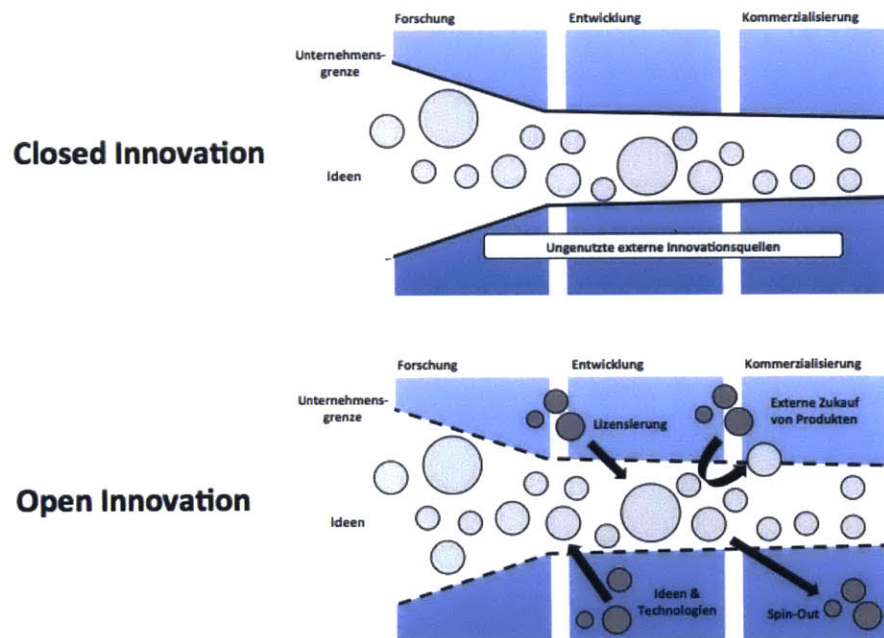 Forschung
Entwicklung
Kommerzialisierung
Unternehmens-
grenze
Closed Innovation
Ideen
Ungenutzte externe Innovationsquellen
Forschung
Entwicklung
Kommerzialisierung
Unternehmens-
grenze
Lizensierung
Externe Zukauf
von Produkten
Open Innovation
Ideen
Ideen &
Technologien
Spin-Out